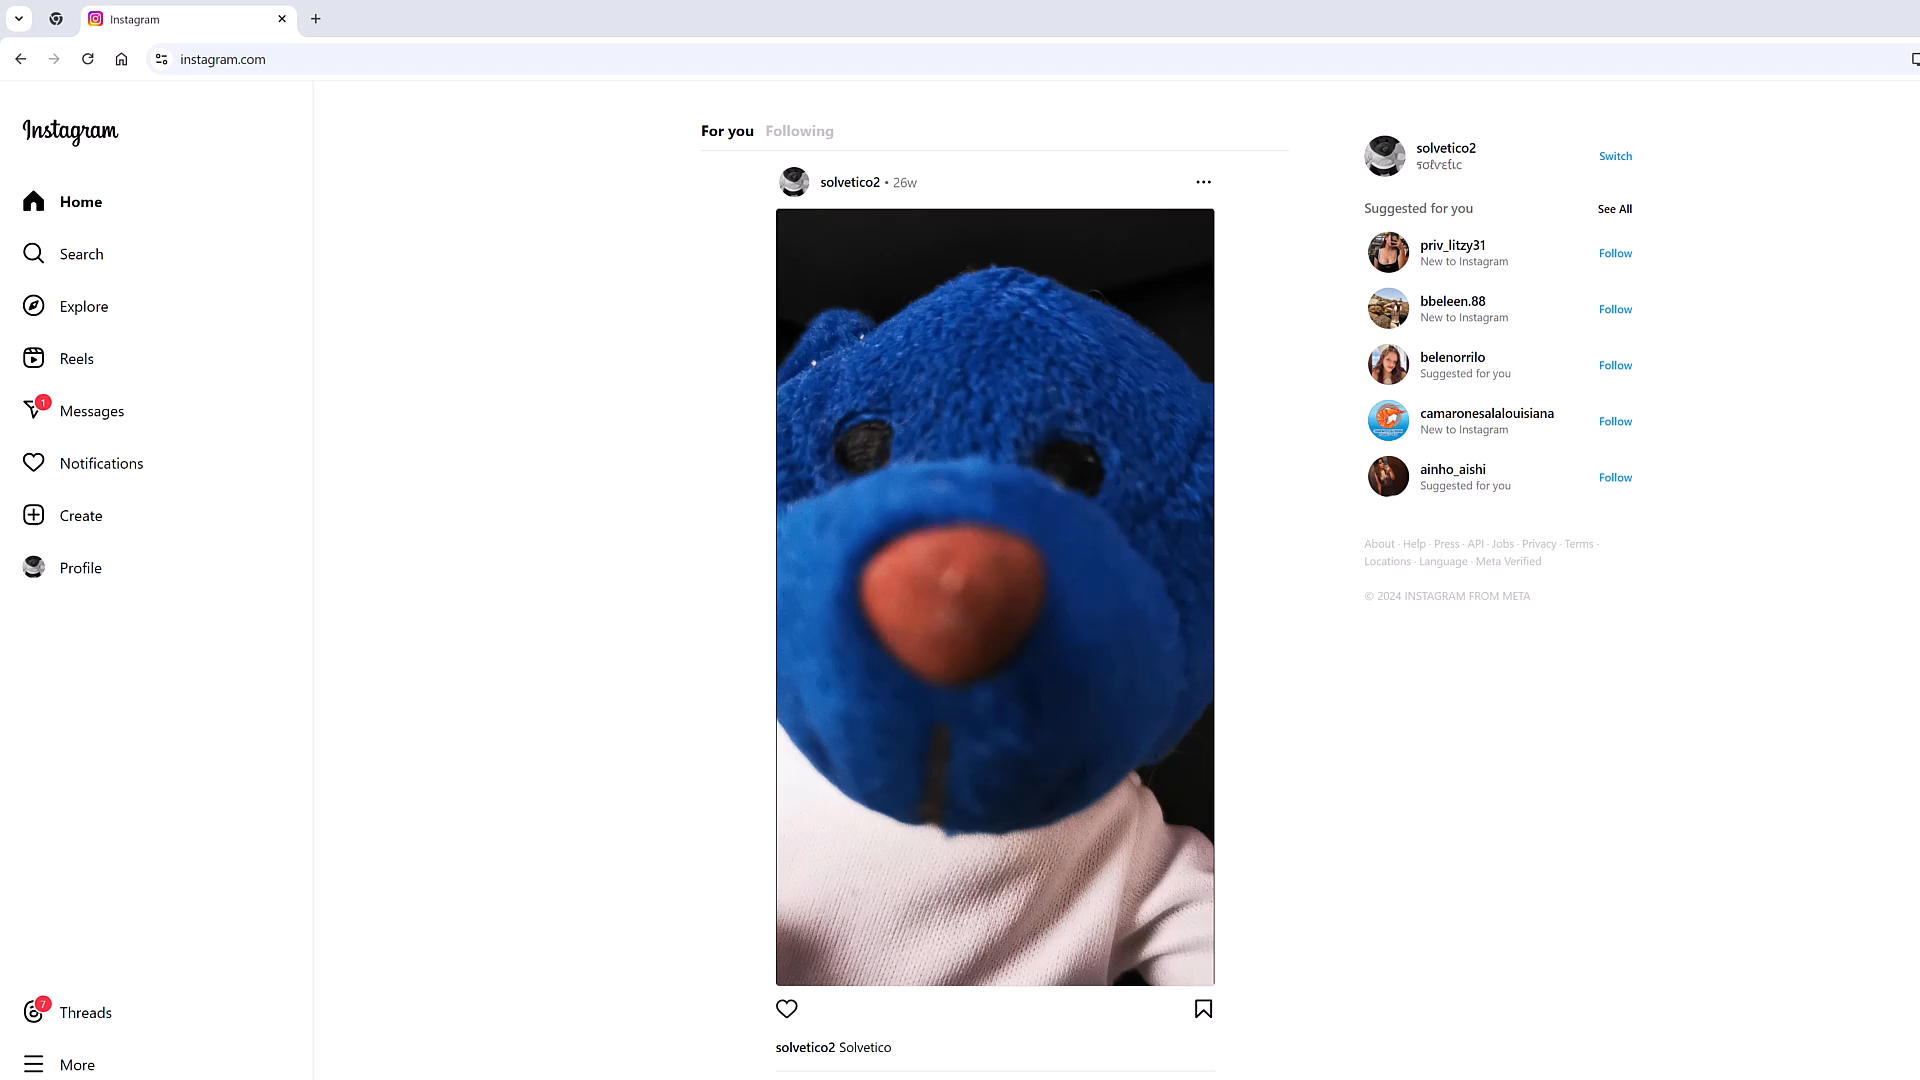 Instagram
instagram.com
Instagram
Home
Search
Explore
Reels
1
Messages
Notifications
Create
Profile
7
Threads
More
For you Following
solvetico2 • 26w
solvetico2 Solvetico
solvetico2
Switch
Suggested for you
See All
priv_litzy31
New to Instagram
Follow
bbeleen.88
New to Instagram
Follow
belenorrilo
Suggested for you
Follow
camaronesalalouisiana
New to Instagram
Follow
ainho_aishi
Suggested for you
Follow
About · Help · Press · API · Jobs · Privacy · Terms ·
Locations · Language · Meta Verified
© 2024 INSTAGRAM FROM META